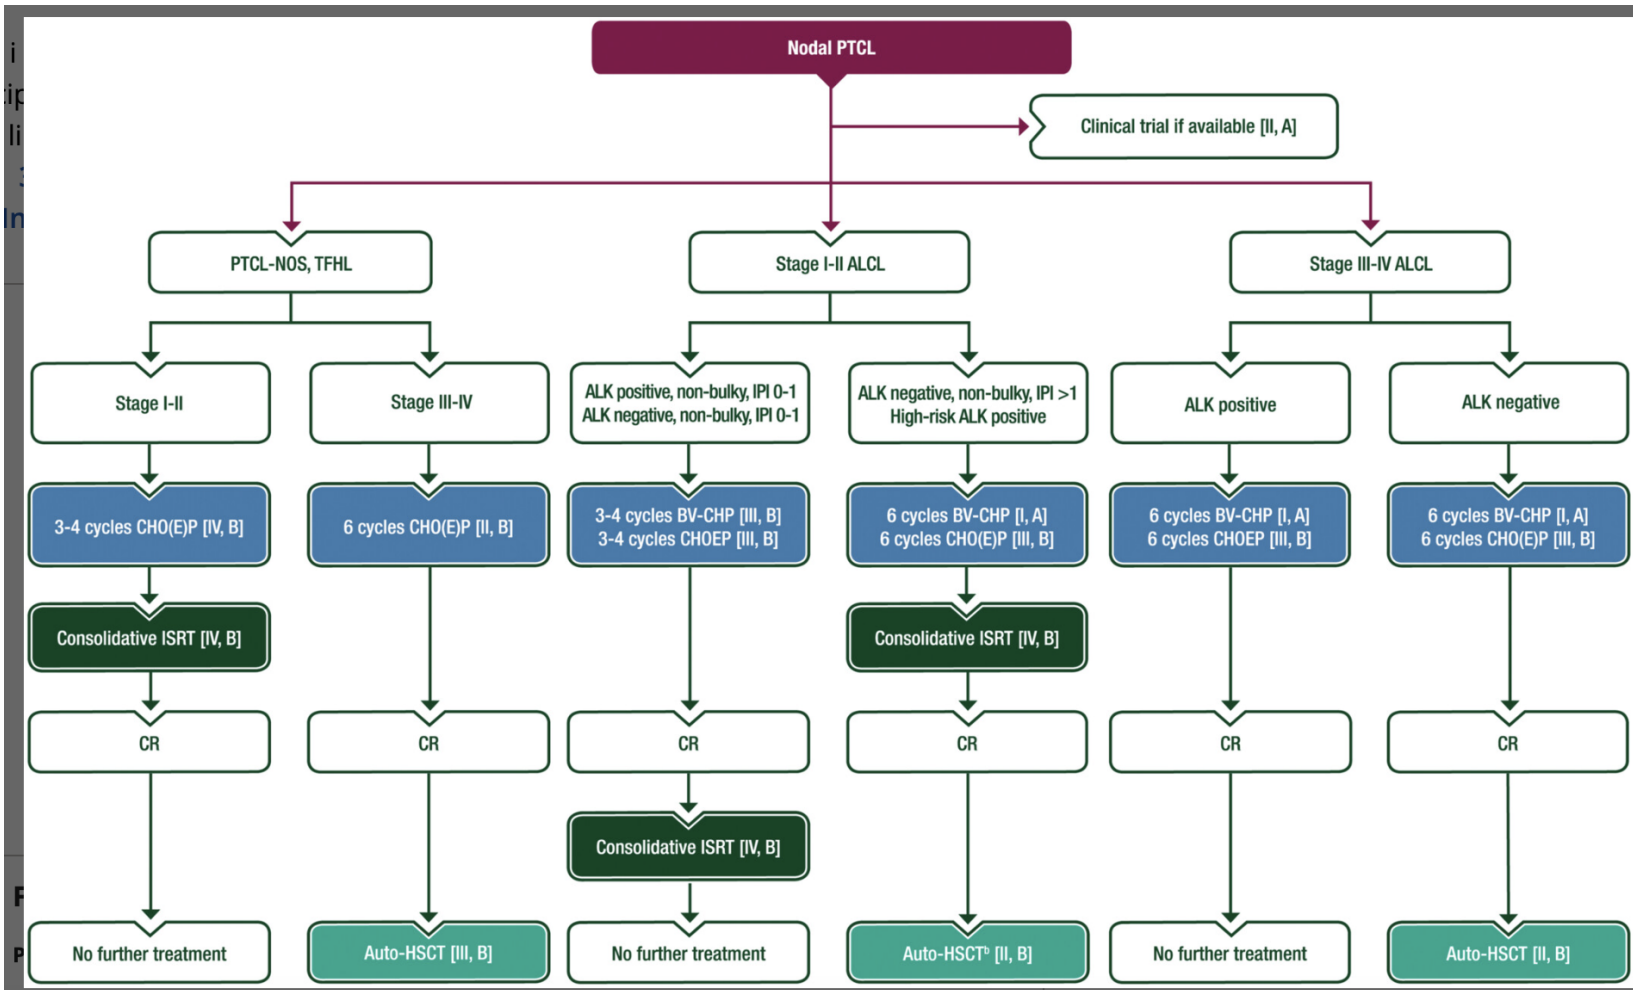 Nodal PTCL
Clinical trial if available [II, A]
PTCL-NOS, TFHL
Stage I-II ALCL
Stage III-IV ALCL
Stage I-II
Stage III-IV
ALK positive, non-bulky, IPI 0-1
ALK negative, non-bulky, IPI 0-1
ALK negative, non-bulky, IPI >1
High-risk ALK positive
ALK positive
ALK negative
3-4 cycles CHO(E)P [IV, B]
6 cycles CHO(E)P [II, B]
3-4 cycles BV-CHP [III, B]
3-4 cycles CHOEP [III, B]
6 cycles BV-CHP [I, A]
6 cycles CHO(E)P [III, B]
6 cycles BV-CHP [I, A]
6 cycles CHOEP [III, B]
6 cycles BV-CHP [I, A]
6 cycles CHO(E)P [III, B]
Consolidative ISRT [IV, B]
Consolidative ISRT [IV, B]
CR
CR
CR
CR
CR
CR
Consolidative ISRT [IV, B]
No further treatment
Auto-HSCT [III, B]
No further treatment
Auto-HSCTᵇ [II, B]
No further treatment
Auto-HSCT [II, B]